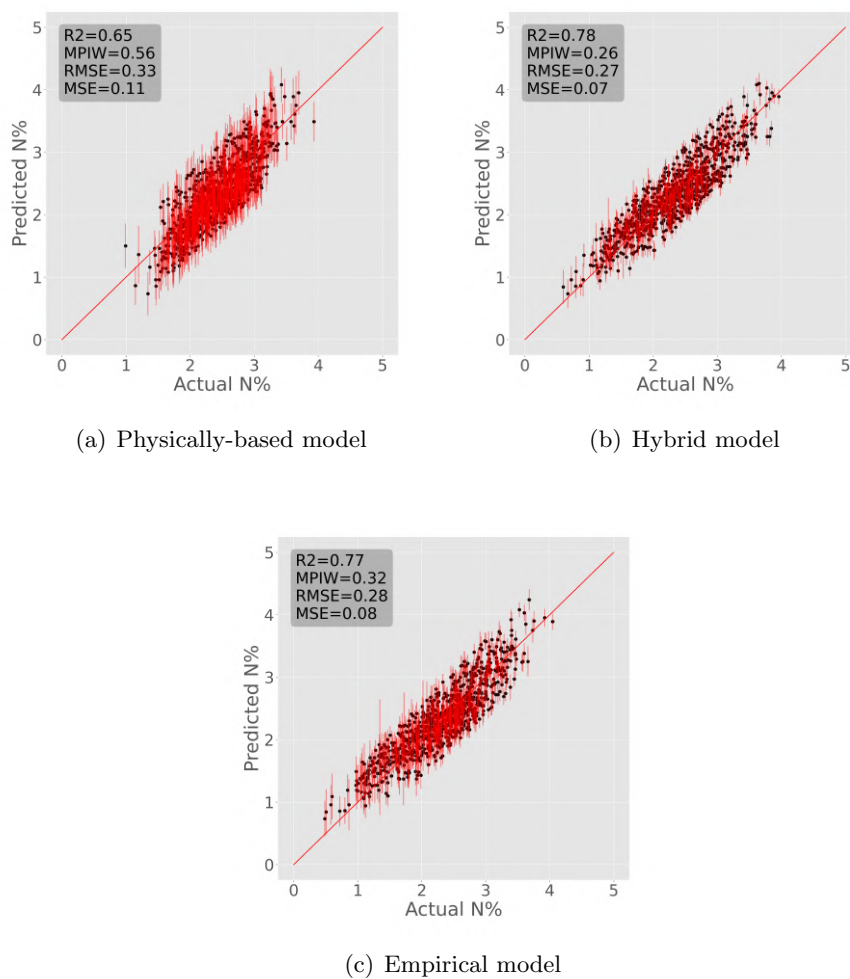 R2=0.65
MPIW=0.56
RMSE=0.33
MSE=0.11
5
4
3
2
1
0
Predicted N%
0 1 2 3 4 5
Actual N%
(a) Physically-based model
R2=0.78
MPIW=0.26
RMSE=0.27
MSE=0.07
5
4
3
2
1
0
Predicted N%
0 1 2 3 4 5
Actual N%
(b) Hybrid model
R2=0.77
MPIW=0.32
RMSE=0.28
MSE=0.08
5
4
3
2
1
0
Predicted N%
0 1 2 3 4 5
Actual N%
(c) Empirical model